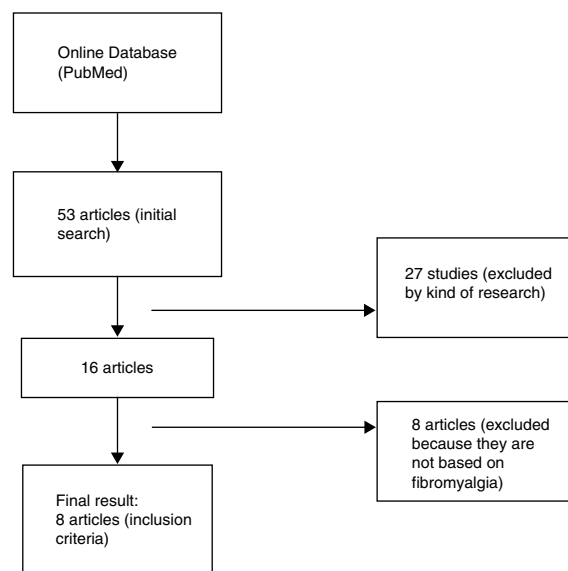 Online Database
(PubMed)
53 articles (initial
search)
27 studies (excluded
by kind of research)
16 articles
8 articles (excluded
because they are
not based on
fibromyalgia)
Final result:
8 articles (inclusion
criteria)